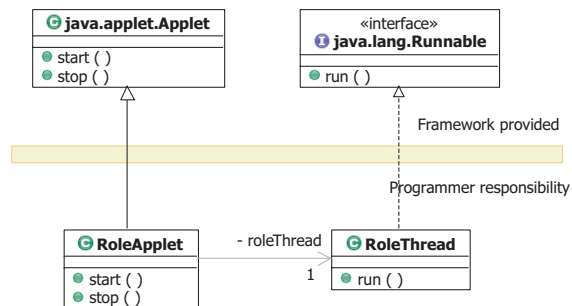 C java.applet.Applet
start ( )
stop ( )
«interface»
I java.lang.Runnable
run ( )
Framework provided
Programmer responsibility
C RoleApplet
start ( )
stop ( )
- roleThread
1
C RoleThread
run ( )